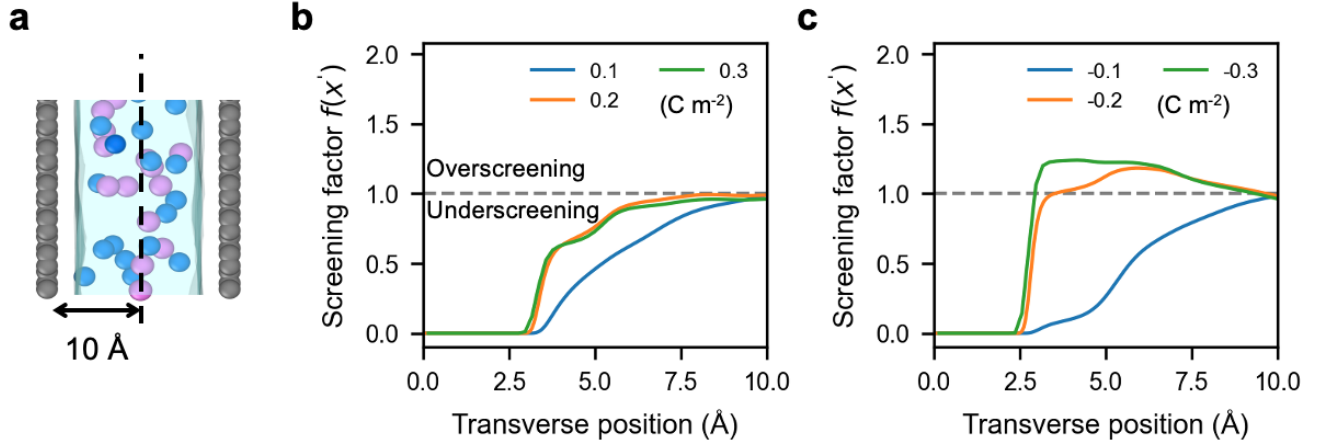 a
10 Å
b
Screening factor f(x')
2.0
1.5
1.0
0.5
0.0
0.1
0.2
0.3
(C m-2)
Overscreening
Underscreening
0.0 2.5 5.0 7.5 10.0
Transverse position (Å)
c
Screening factor f(x')
2.0
1.5
1.0
0.5
0.0
-0.1
-0.2
-0.3
(C m-2)
0.0 2.5 5.0 7.5 10.0
Transverse position (Å)